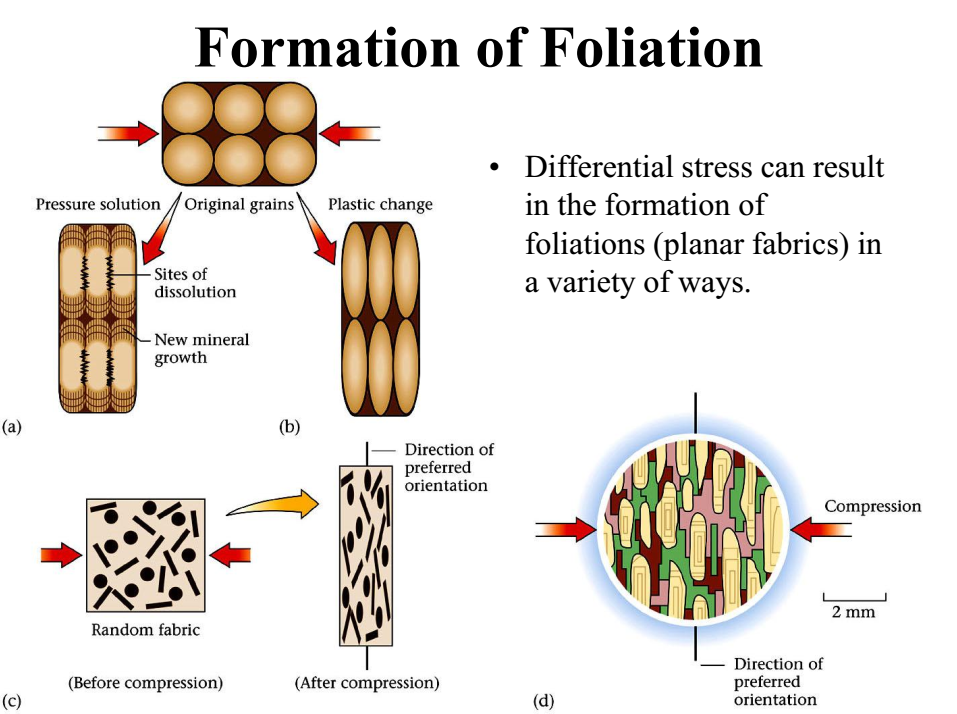 Formation of Foliation
• Differential stress can result
in the formation of
foliations (planar fabrics) in
a variety of ways.
Pressure solution
Original grains
Plastic change
Sites of
dissolution
New mineral
growth
(a)
(b)
Direction of
preferred
orientation
Random fabric
(Before compression)
(After compression)
(c)
Compression
2 mm
Direction of
preferred
orientation
(d)